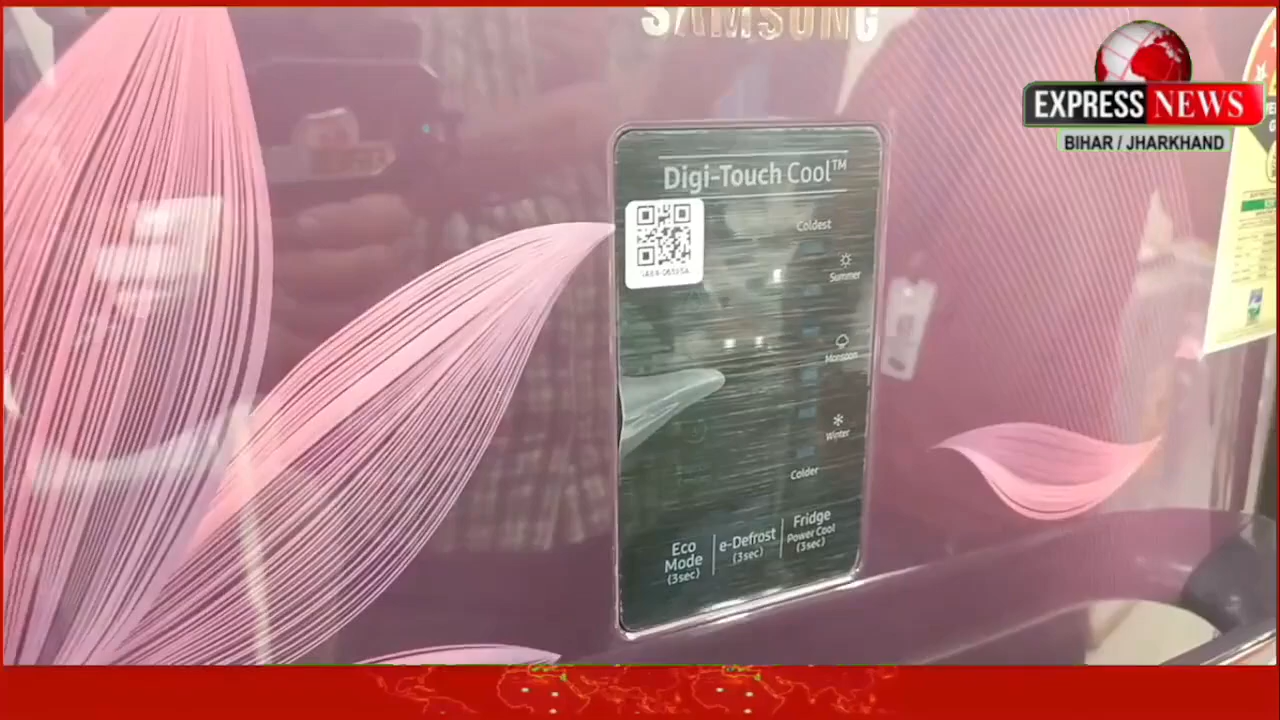 SAMSUNG
EXPRESS NEWS
BIHAR / JHARKHAND
Digi-Touch Cool™
Coldest
Summer
Monsoon
Winter
Colder
Eco
Mode
(3sec)
e-Defrost
(3sec)
Fridge
Power Cool
(3sec)